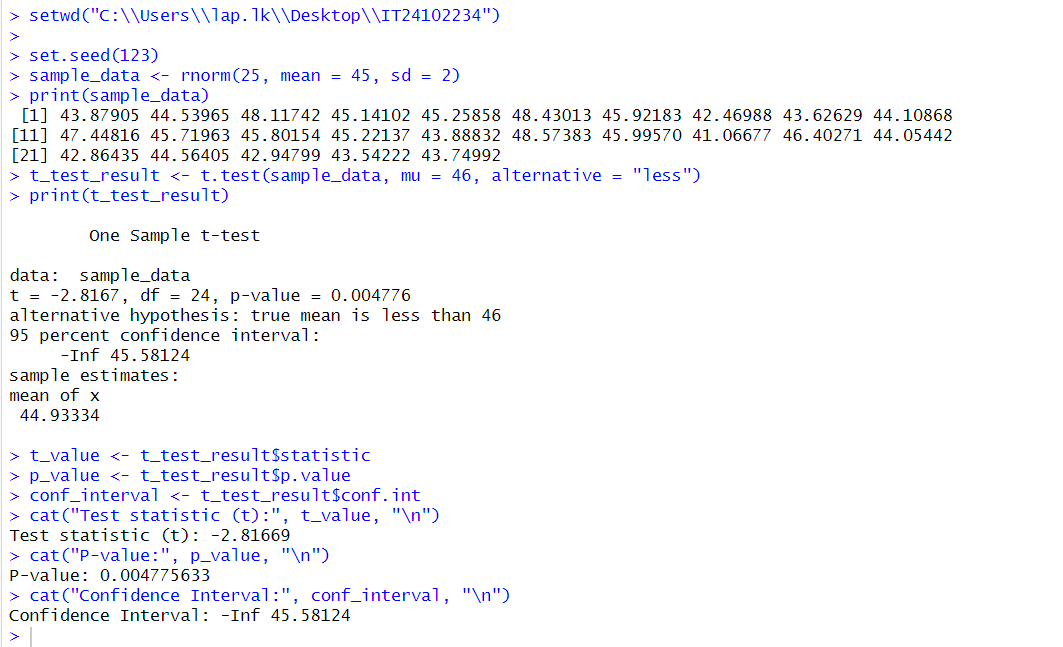 > setwd("C:\\Users\\lap.lk\\Desktop\\IT24102234")
>
> set.seed(123)
> sample_data <- rnorm(25, mean = 45, sd = 2)
> print(sample_data)
 [1] 43.87905 44.53965 48.11742 45.14102 45.25858 48.43013 45.92183 42.46988 43.62629 44.10868
[11] 47.44816 45.71963 45.80154 45.22137 43.88832 48.57383 45.99570 41.06677 46.40271 44.05442
[21] 42.86435 44.56405 42.94799 43.54222 43.74992
> t_test_result <- t.test(sample_data, mu = 46, alternative = "less")
> print(t_test_result)
        One Sample t-test
data:  sample_data
t = -2.8167, df = 24, p-value = 0.004776
alternative hypothesis: true mean is less than 46
95 percent confidence interval:
     -Inf 45.58124
sample estimates:
mean of x
 44.93334
> t_value <- t_test_result$statistic
> p_value <- t_test_result$p.value
> conf_interval <- t_test_result$conf.int
> cat("Test statistic (t):", t_value, "\n")
Test statistic (t): -2.81669
> cat("P-value:", p_value, "\n")
P-value: 0.004775633
> cat("Confidence Interval:", conf_interval, "\n")
Confidence Interval: -Inf 45.58124
>